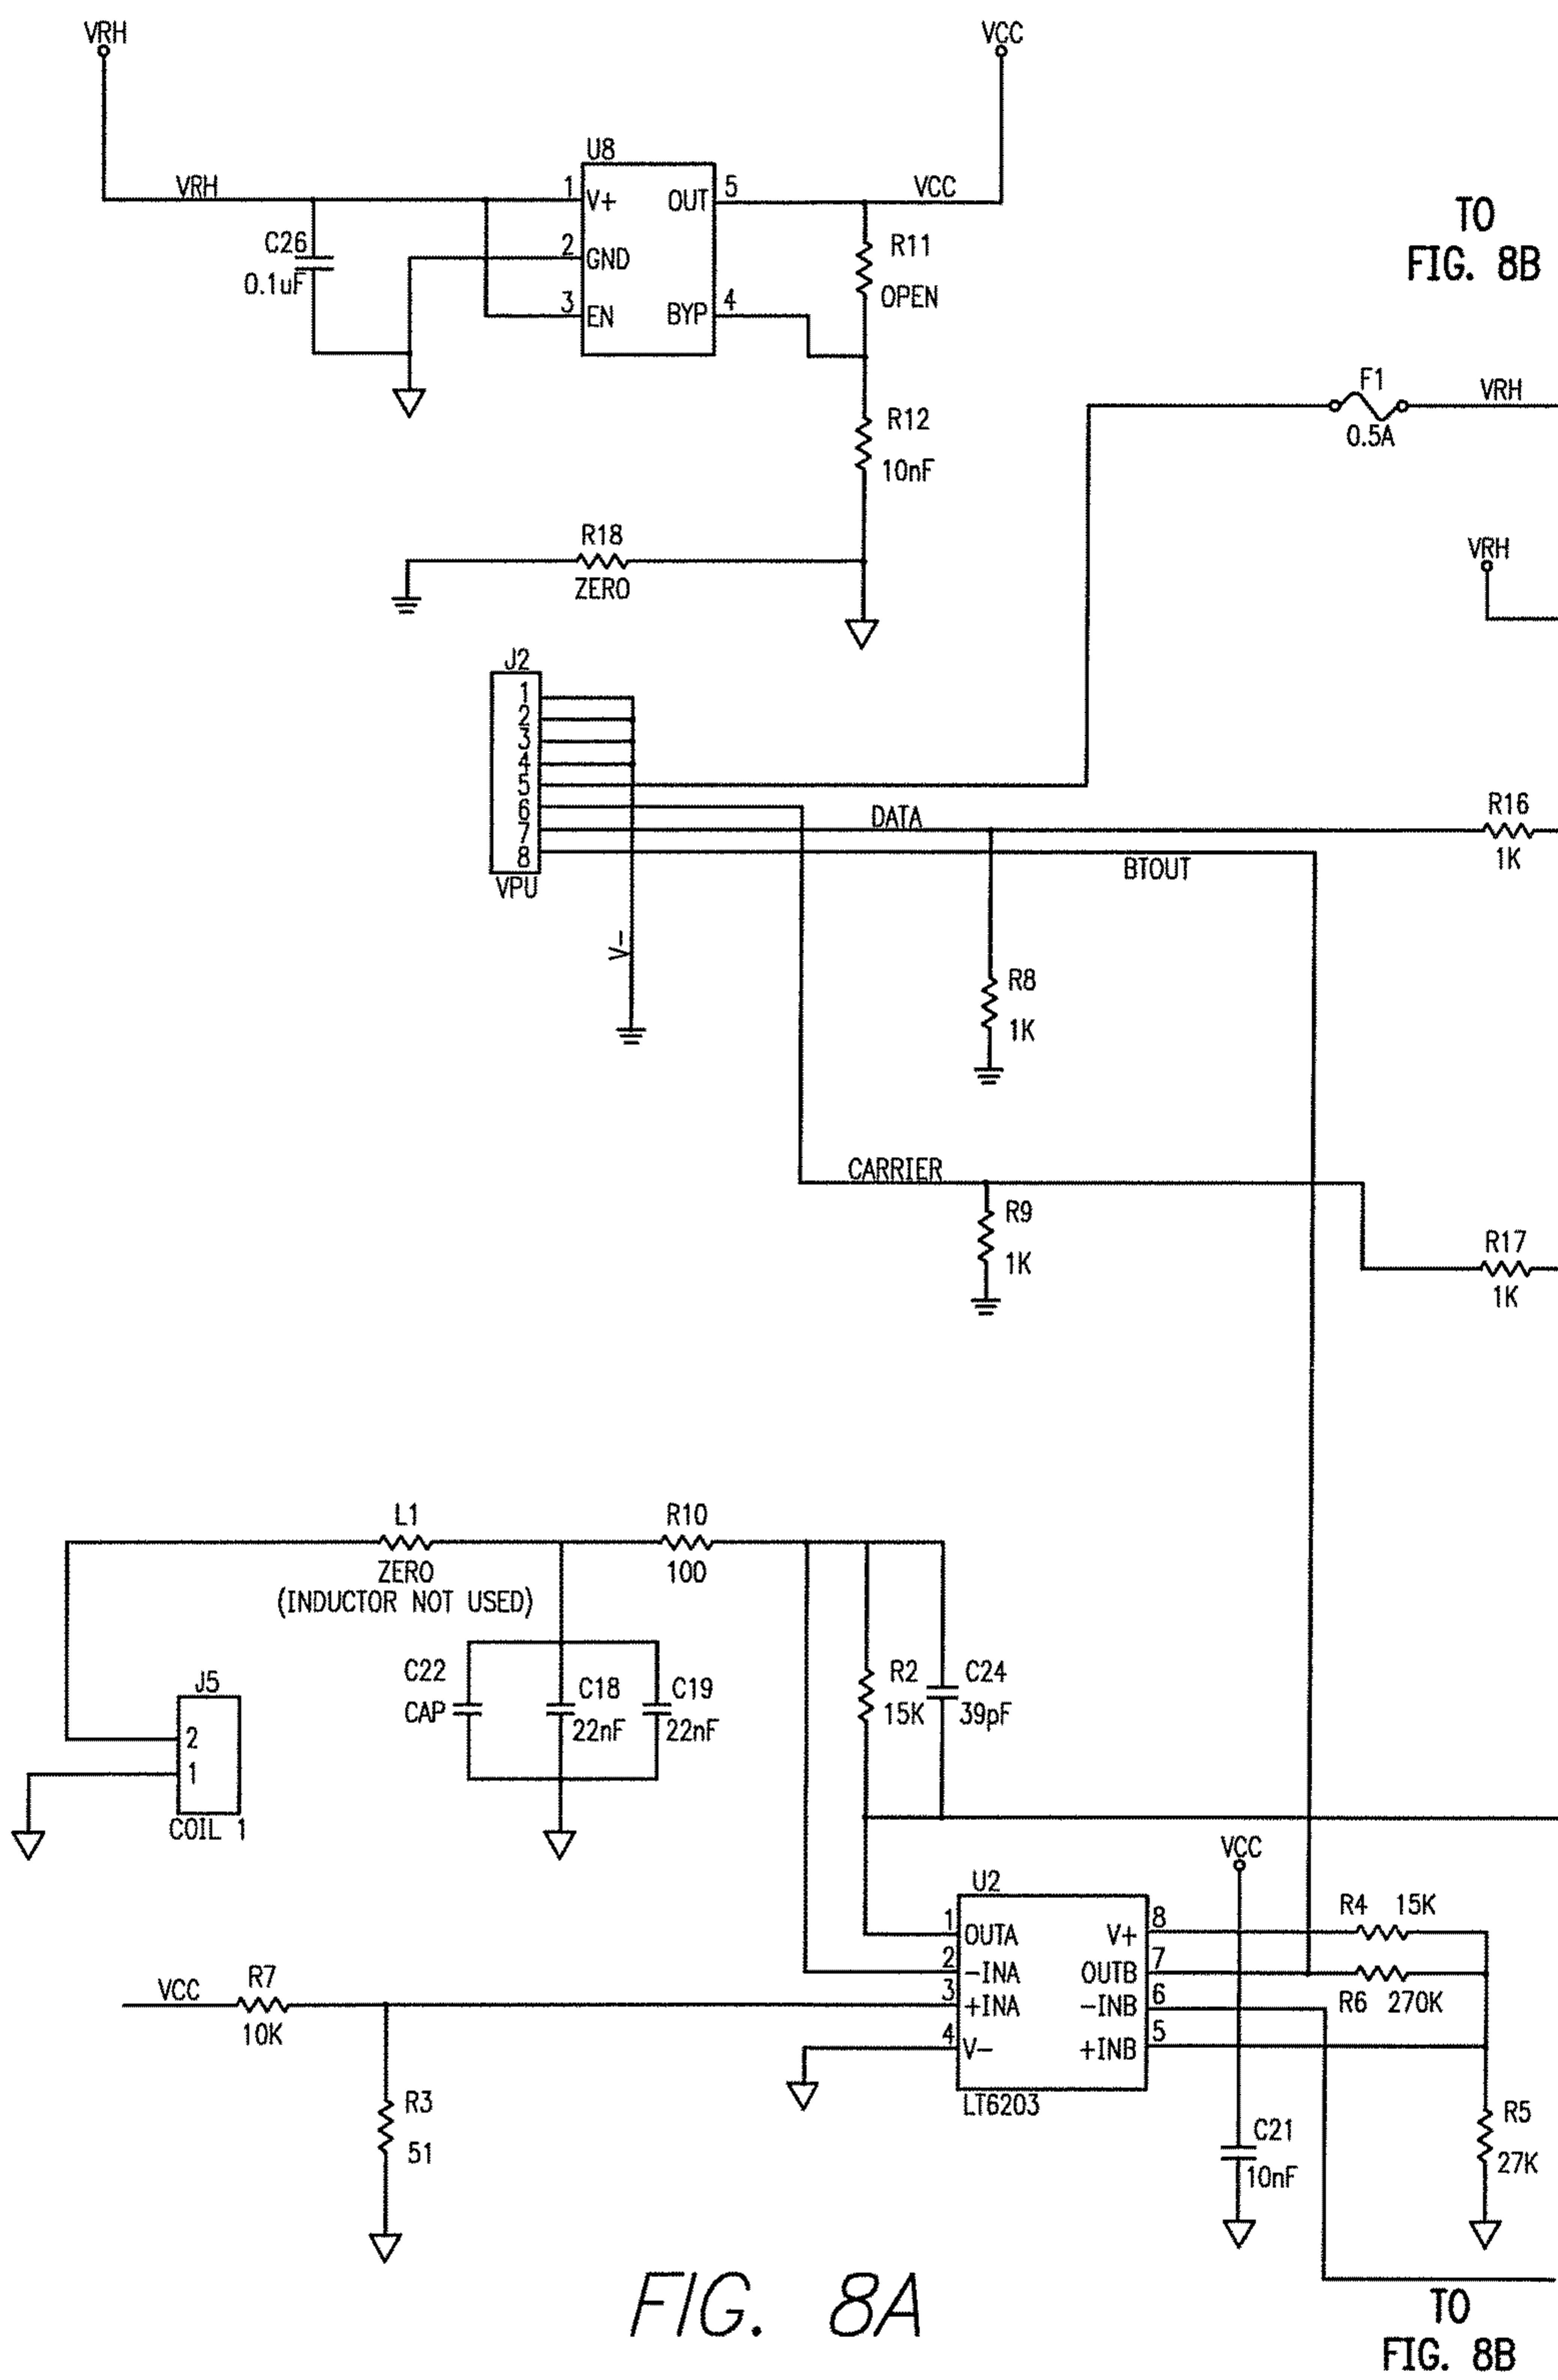 VRH
VCC
U8
VRH
1
V+
OUT
5
VCC
TO
FIG. 8B
C26
0.1uF
2
GND
R11
OPEN
3
EN
BYP
4
F1
VRH
0.5A
R12
10nF
R18
ZERO
VRH
J2
1
2
3
4
5
6
7
8
VPU
DATA
BTOUT
R16
1K
V-
R8
1K
CARRIER
R9
1K
R17
1K
L1
ZERO
(INDUCTOR NOT USED)
R10
100
C22
CAP
C18
22nF
C19
22nF
R2
15K
C24
39pF
J5
2
1
COIL 1
VCC
U2
1
OUTA
V+
8
R4 15K
2
-INA
OUTB
7
3
+INA
-INB
6
R6 270K
4
V-
+INB
5
LT6203
VCC
R7
10K
R3
51
C21
10nF
R5
27K
FIG. 8A
TO
FIG. 8B